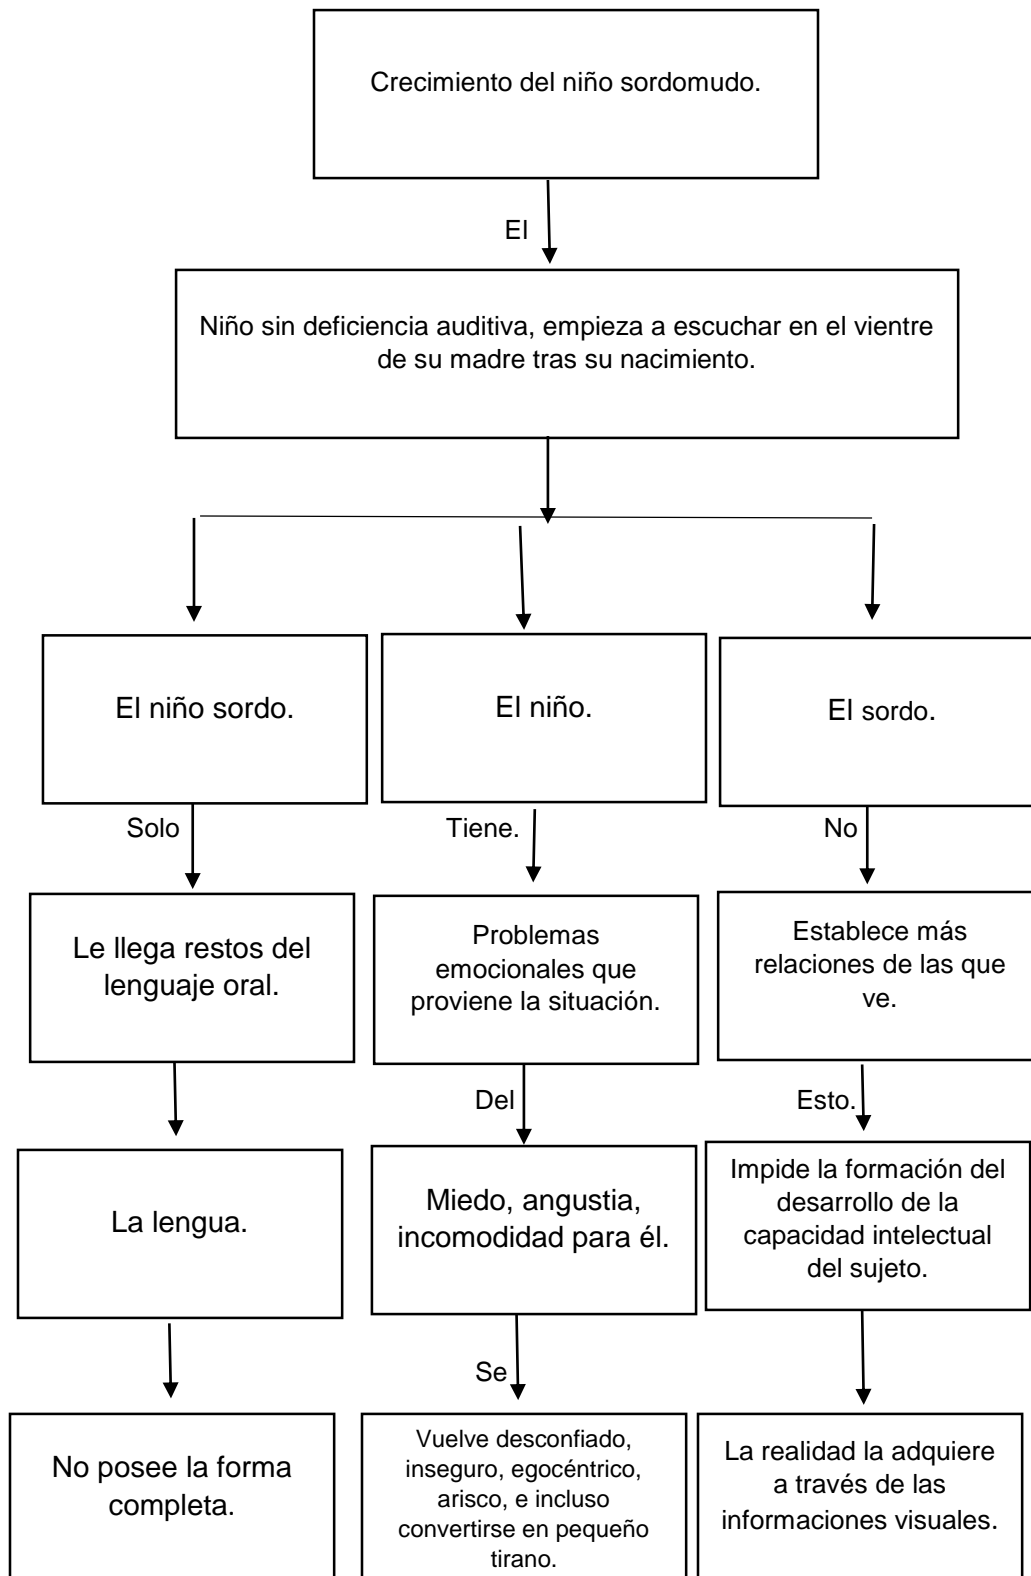 Crecimiento del niño sordomudo.
El
Niño sin deficiencia auditiva, empieza a escuchar en el vientre
de su madre tras su nacimiento.
El niño sordo.
El niño.
El sordo.
Solo
Tiene.
No
Le llega restos del
lenguaje oral.
Problemas
emocionales que
proviene la situación.
Establece más
relaciones de las que
ve.
Del
Esto.
La lengua.
Miedo, angustia,
incomodidad para él.
Impide la formación del
desarrollo de la
capacidad intelectual
del sujeto.
Se
No posee la forma
completa.
Vuelve desconfiado,
inseguro, egocéntrico,
arisco, e incluso
convertirse en pequeño
tirano.
La realidad la adquiere
a través de las
informaciones visuales.